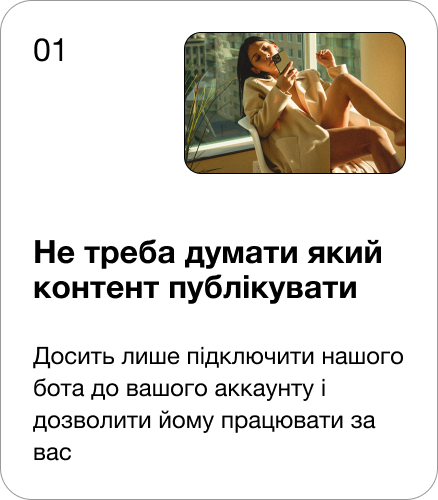 01
Не треба думати який
контент публікувати
Досить лише підключити нашого
бота до вашого аккаунту і
дозволити йому працювати за
вас